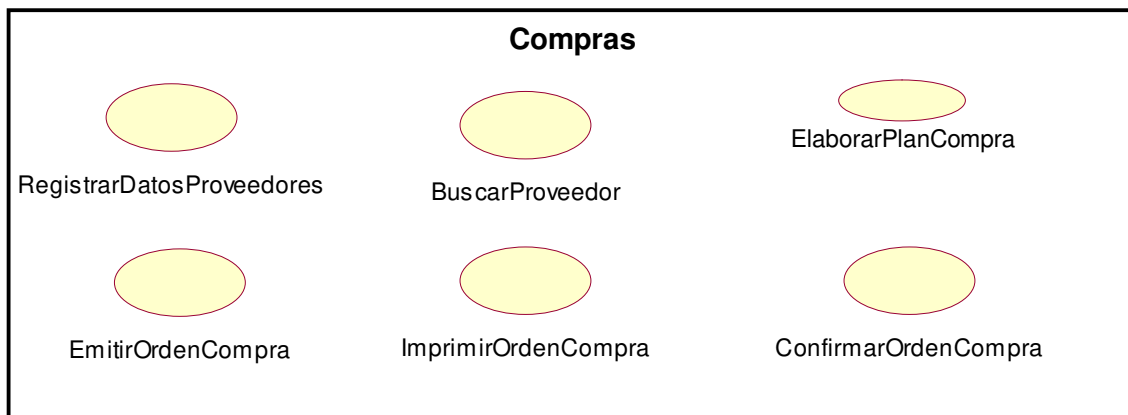 Compras
RegistrarDatosProveedores
BuscarProveedor
ElaborarPlanCompra
EmitirOrdenCompra
ImprimirOrdenCompra
ConfirmarOrdenCompra